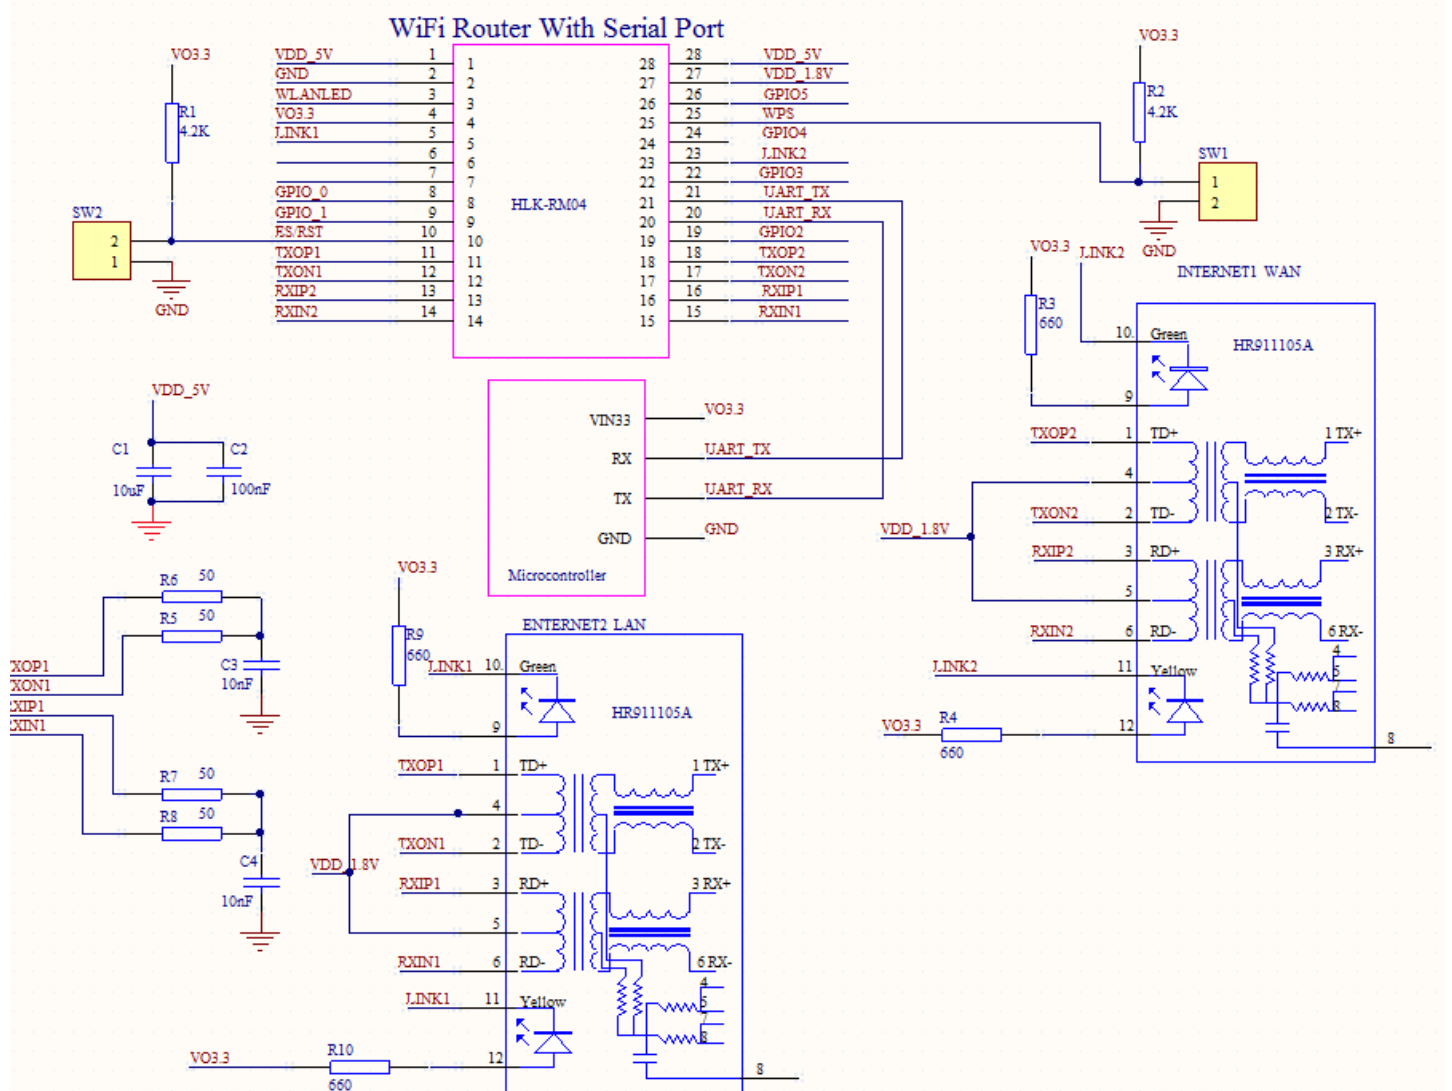 WiFi Router With Serial Port
VO3.3
R1
4.2K
SW2
2
1
GND
VDD_5V 1 1
GND 2 2
WLANLED 3 3
VO3.3 4 4
LINK1 5 5
6 6
7 7
GPIO_0 8 8
GPIO_1 9 9
ES/RST 10 10
TXOP1 11 11
TXON1 12 12
RXIP2 13 13
RXIN2 14 14
HLK-RM04
28 28 VDD_5V
27 27 VDD_1.8V
26 26 GPIO5
25 25 WPS
24 24 GPIO4
23 23 LINK2
22 22 GPIO3
21 21 UART_TX
20 20 UART_RX
19 19 GPIO2
18 18 TXOP2
17 17 TXON2
16 16 RXIP1
15 15 RXIN1
VO3.3
R2
4.2K
SW1
1
2
GND
VDD_5V
C1
10uF
C2
100nF
VIN33 VO3.3
RX UART_TX
TX UART_RX
GND GND
Microcontroller
INTERNET1 WAN
HR911105A
VO3.3
LINK2
R3
660
10 Green
9
TXOP2 1 TD+ 1 TX+
4
TXON2 2 TD- 2 TX-
VDD_1.8V
RXIP2 3 RD+ 3 RX+
5
RXIN2 6 RD- 6 RX-
4
5
8
LINK2 11 Yellow
VO3.3 R4 12
660
8
R6 50
R5 50
C3
10nF
XOP1
XON1
XIP1
XIN1
R7 50
R8 50
C4
10nF
ENTERNET2 LAN
HR911105A
VO3.3
R9
660
LINK1 10 Green
9
TXOP1 1 TD+ 1 TX+
4
TXON1 2 TD- 2 TX-
VDD_1.8V
RXIP1 3 RD+ 3 RX+
5
RXIN1 6 RD- 6 RX-
4
5
7
8
LINK1 11 Yellow
VO3.3 R10 12
660
8